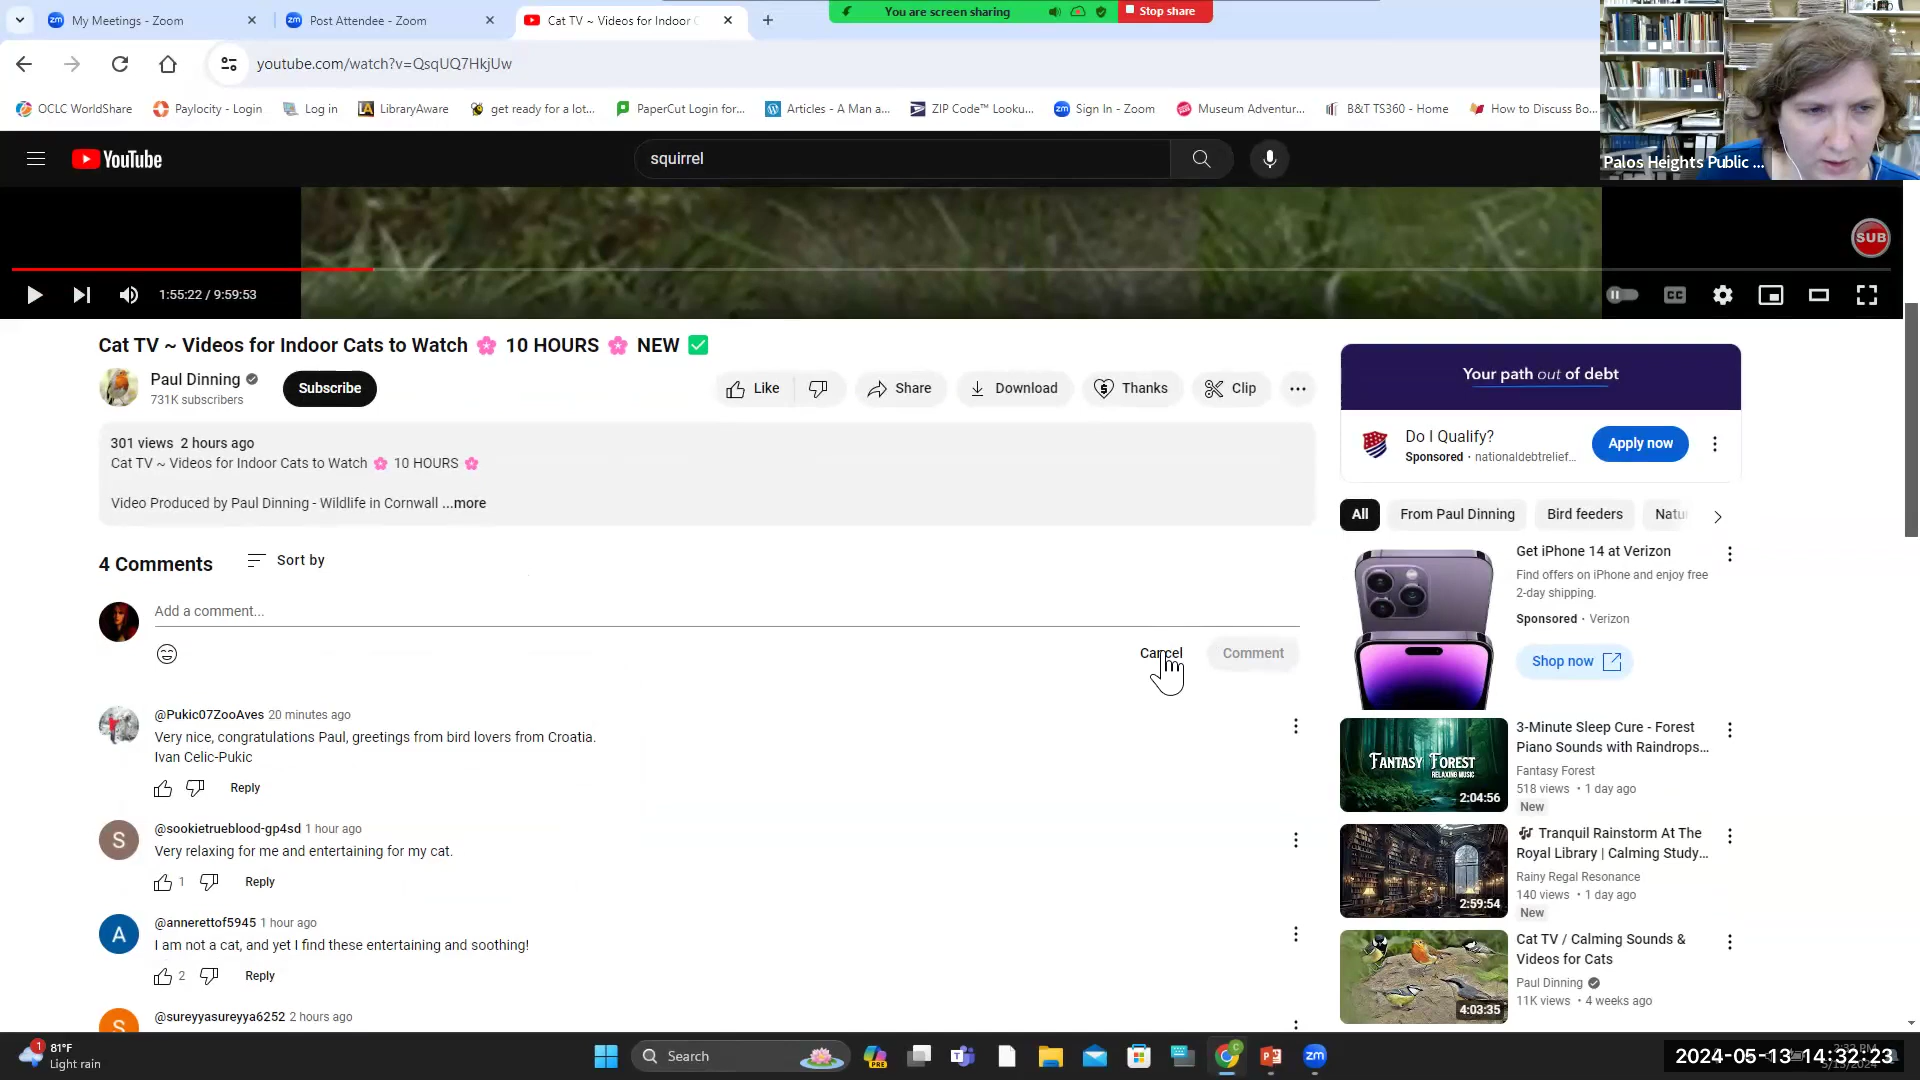 My Meetings - Zoom
Post Attendee - Zoom
Cat TV ~ Videos for Indoor C
You are screen sharing
Stop share
youtube.com/watch?v=QsqUQ7HkjUw
OCLC WorldShare
Paylocity - Login
Log in
LibraryAware
get ready for a lot...
PaperCut Login for...
Articles - A Man a...
ZIP Code™ Looku...
Sign In - Zoom
Museum Adventur...
B&T TS360 - Home
How to Discuss Bo...
Palos Heights Public ...
YouTube
squirrel
SUB
1:55:22 / 9:59:53
CC
Cat TV ~ Videos for Indoor Cats to Watch 🌸 10 HOURS 🌸 NEW ✅
Paul Dinning
731K subscribers
Subscribe
Like
Share
Download
Thanks
Clip
301 views 2 hours ago
Cat TV ~ Videos for Indoor Cats to Watch 🌸 10 HOURS 🌸
Video Produced by Paul Dinning - Wildlife in Cornwall ...more
4 Comments
Sort by
Add a comment...
Cancel
Comment
@Pukic07ZooAves 20 minutes ago
Very nice, congratulations Paul, greetings from bird lovers from Croatia.
Ivan Celic-Pukic
Reply
S
@sookietrueblood-gp4sd 1 hour ago
Very relaxing for me and entertaining for my cat.
1
Reply
A
@annerettof5945 1 hour ago
I am not a cat, and yet I find these entertaining and soothing!
2
Reply
S
@sureyyasureyya6252 2 hours ago
Your path out of debt
Do I Qualify?
Sponsored · nationaldebtrelief...
Apply now
All
From Paul Dinning
Bird feeders
Natu
Get iPhone 14 at Verizon
Find offers on iPhone and enjoy free
2-day shipping.
Sponsored · Verizon
Shop now
FANTASY FOREST
RELAXING MUSIC
2:04:56
3-Minute Sleep Cure - Forest
Piano Sounds with Raindrops...
Fantasy Forest
518 views • 1 day ago
New
2:59:54
🎶 Tranquil Rainstorm At The
Royal Library | Calming Study...
Rainy Regal Resonance
140 views • 1 day ago
New
4:03:35
Cat TV / Calming Sounds &
Videos for Cats
Paul Dinning
11K views • 4 weeks ago
1
81°F
Light rain
Search
PRE
2024-05-13 14:32:23